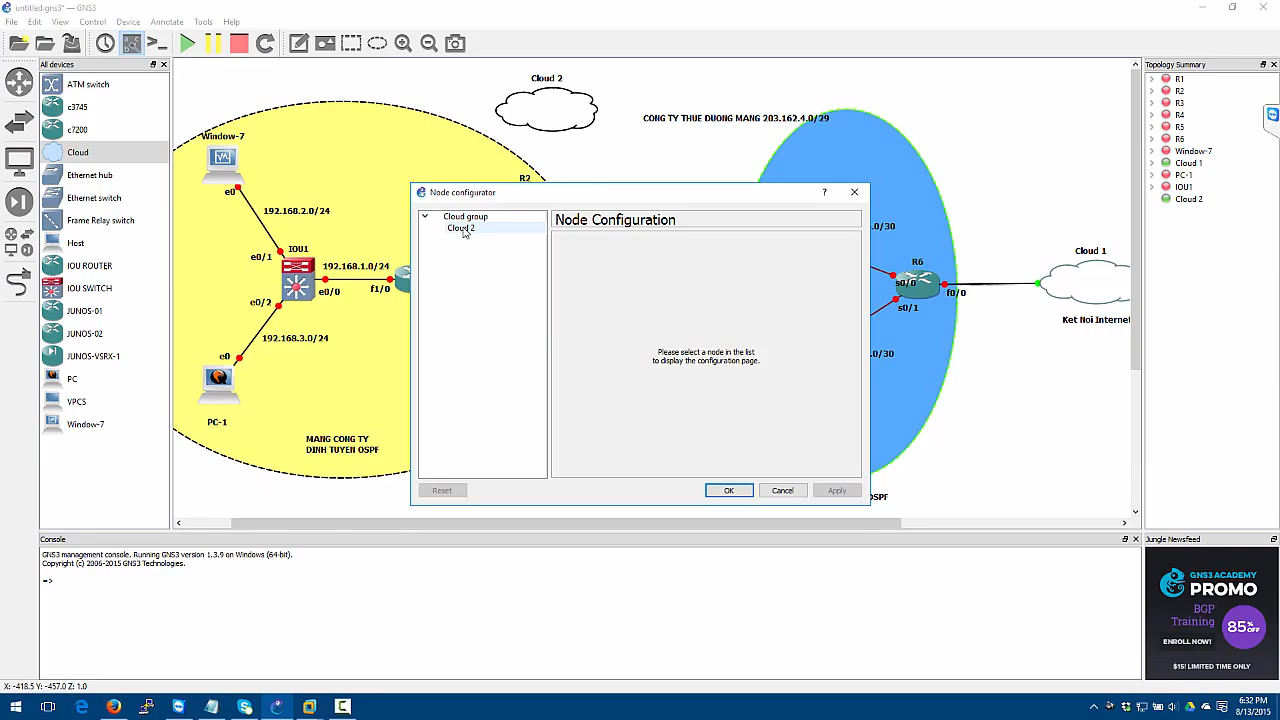 untitled.gns3* — GNS3
File Edit View Control Device Annotate Tools Help
All devices
ATM switch
c3745
c7200
Cloud
Ethernet hub
Ethernet switch
Frame Relay switch
Host
IOU ROUTER
IOU SWITCH
JUNOS-01
JUNOS-02
JUNOS-VSRX-1
PC
VPCS
Window-7
Cloud 2
CONG TY THUE DUONG MANG 203.162.4.0/29
Window-7
R2
e0
192.168.2.0/24
IOU1
e0/1
192.168.1.0/24
e0/0
f1/0
e0/2
192.168.3.0/24
e0
PC-1
MANG CONG TY
DINH TUYEN OSPF
Node configurator
?
Cloud group
Cloud 2
Node Configuration
Please select a node in the list
to display the configuration page.
Reset
OK
Cancel
Apply
.0/30
R6
s0/0
f0/0
s0/1
.0/30
OSPF
Cloud 1
Ket Noi Internet
Topology Summary
R1
R2
R3
R4
R5
R6
Window-7
Cloud 1
PC-1
IOU1
Cloud 2
Console
GNS3 management console. Running GNS3 version 1.3.9 on Windows (64-bit).
Copyright (c) 2006-2015 GNS3 Technologies.
=>
Jungle Newsfeed
GNS3 ACADEMY
PROMO
BGP
Training
85% OFF
ENROLL NOW!
$15! LIMITED TIME ONLY
X: -418.5 Y: -457.0 Z: 1.0
6:32 PM
8/13/2015